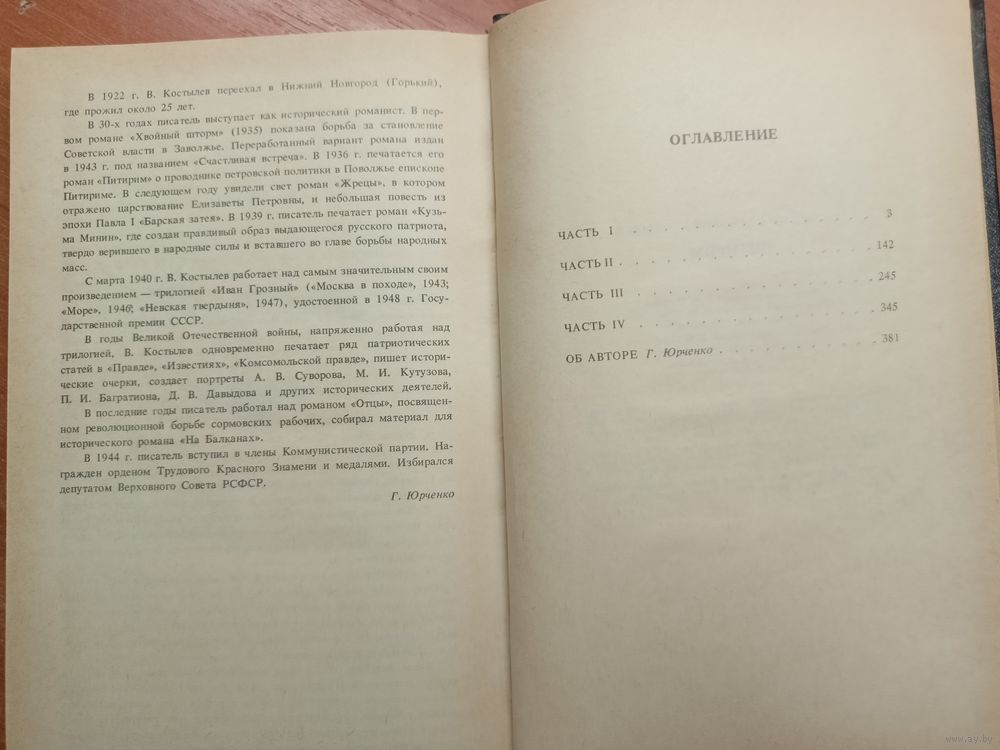 В 1922 г. В. Костылев переехал в Нижний Новгород (Горький),
где прожил около 25 лет.
В 30-х годах писатель выступает как исторический романист. В пер-
вом романе «Хвойный шторм» (1935) показана борьба за становление
Советской власти в Заволжье. Переработанный вариант романа издан
в 1943 г. под названием «Счастливая встреча». В 1936 г. печатается его
роман «Питирим» о проводнике петровской политики в Поволжье епископе
Питириме. В следующем году увидели свет роман «Жрецы», в котором
отражено царствование Елизаветы Петровны, и небольшая повесть из
эпохи Павла I «Барская затея». В 1939 г. писатель печатает роман «Кузь-
ма Минин», где создан правдивый образ выдающегося русского патриота,
твердо верившего в народные силы и вставшего во главе борьбы народных
масс.
С марта 1940 г. В. Костылев работает над самым значительным своим
произведением — трилогией «Иван Грозный» («Москва в походе», 1943;
«Море», 1946; «Невская твердыня», 1947), удостоенной в 1948 г. Госу-
дарственной премии СССР.
В годы Великой Отечественной войны, напряженно работая над
трилогией, В. Костылев одновременно печатает ряд патриотических
статей в «Правде», «Известиях», «Комсомольской правде», пишет истори-
ческие очерки, создает портреты А. В. Суворова, М. И. Кутузова,
П. И. Багратиона, Д. В. Давыдова и других исторических деятелей.
В последние годы писатель работал над романом «Отцы», посвящен-
ном революционной борьбе сормовских рабочих, собирал материал для
исторического романа «На Балканах».
В 1944 г. писатель вступил в члены Коммунистической партии. На-
гражден орденом Трудового Красного Знамени и медалями. Избирался
депутатом Верховного Совета РСФСР.
Г. Юрченко
ОГЛАВЛЕНИЕ
ЧАСТЬ I . . . . . . . . . . . . 3
ЧАСТЬ II . . . . . . . . . . . . 142
ЧАСТЬ III . . . . . . . . . . . . 245
ЧАСТЬ IV . . . . . . . . . . . . 345
ОБ АВТОРЕ Г. Юрченко . . . . . . . . 381
www.ay.by